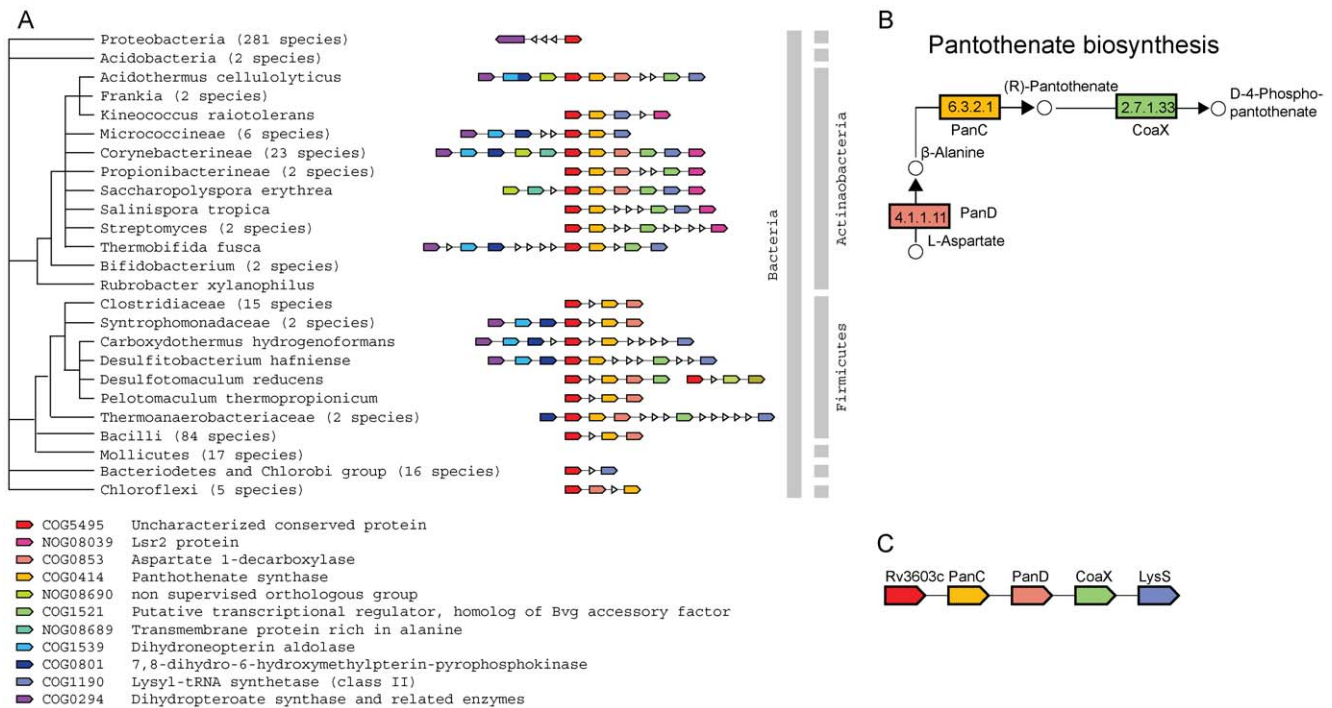 A
Proteobacteria (281 species)
Acidobacteria (2 species)
Acidothermus cellulolyticus
Frankia (2 species)
Kineococcus raiotolerans
Micrococcineae (6 species)
Corynebacterineae (23 species)
Propionibacterineae (2 species)
Saccharopolyspora erythrea
Salinispora tropica
Streptomyces (2 species)
Thermobifida fusca
Bifidobacterium (2 species)
Rubrobacter xylanophilus
Clostridiaceae (15 species
Syntrophomonadaceae (2 species)
Carboxydothermus hydrogenoformans
Desulfitobacterium hafniense
Desulfotomaculum reducens
Pelotomaculum thermopropionicum
Thermoanaerobacteriaceae (2 species)
Bacilli (84 species)
Mollicutes (17 species)
Bacteriodetes and Chlorobi group (16 species)
Chloroflexi (5 species)
Bacteria
Actinaobacteria
Firmicutes
COG5495 Uncharacterized conserved protein
NOG08039 Lsr2 protein
COG0853 Aspartate 1-decarboxylase
COG0414 Panthothenate synthase
NOG08690 non supervised orthologous group
COG1521 Putative transcriptional regulator, homolog of Bvg accessory factor
NOG08689 Transmembrane protein rich in alanine
COG1539 Dihydroneopterin aldolase
COG0801 7,8-dihydro-6-hydroxymethylpterin-pyrophosphokinase
COG1190 Lysyl-tRNA synthetase (class II)
COG0294 Dihydropteroate synthase and related enzymes
B
Pantothenate biosynthesis
(R)-Pantothenate
D-4-Phospho-
pantothenate
6.3.2.1
2.7.1.33
PanC
CoaX
β-Alanine
4.1.1.11
PanD
L-Aspartate
C
Rv3603c PanC PanD CoaX LysS